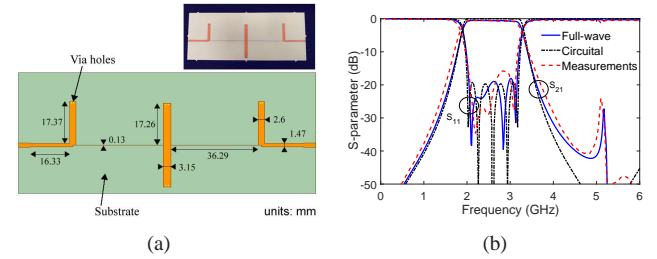 Via holes
17.37
0.13
17.26
2.6
1.47
16.33
36.29
3.15
Substrate
units: mm
(a)
S-parameter (dB)
0
-10
-20
-30
-40
-50
Full-wave
Circuital
Measurements
S11
S21
0 1 2 3 4 5 6
Frequency (GHz)
(b)